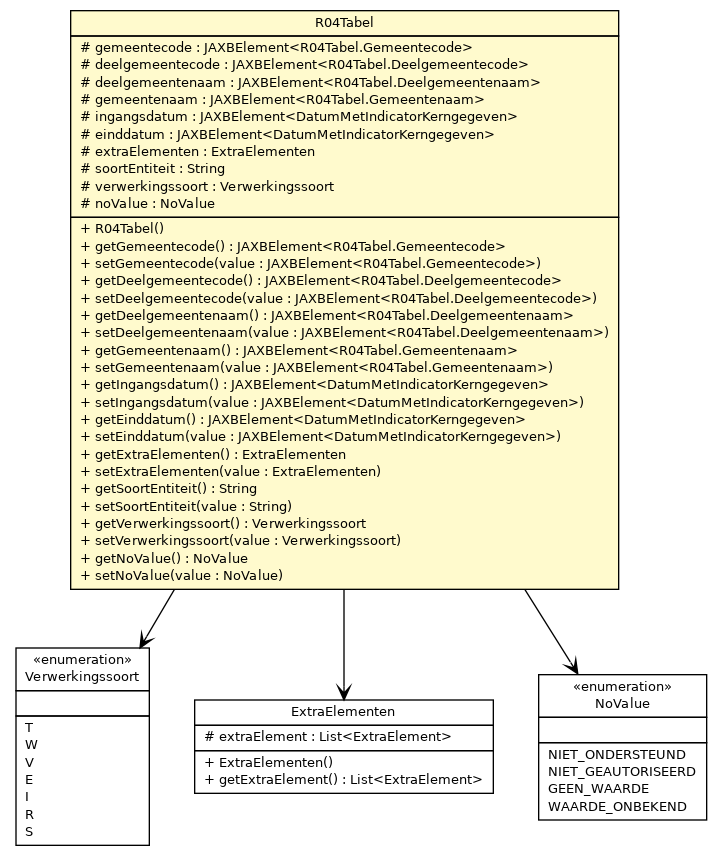 R04Tabel
# gemeentecode : JAXBElement<R04Tabel.Gemeentecode>
# deelgemeentecode : JAXBElement<R04Tabel.Deelgemeentecode>
# deelgemeentenaam : JAXBElement<R04Tabel.Deelgemeentenaam>
# gemeentenaam : JAXBElement<R04Tabel.Gemeentenaam>
# ingangsdatum : JAXBElement<DatumMetIndicatorKerngegeven>
# einddatum : JAXBElement<DatumMetIndicatorKerngegeven>
# extraElementen : ExtraElementen
# soortEntiteit : String
# verwerkingssoort : Verwerkingssoort
# noValue : NoValue
+ R04Tabel()
+ getGemeentecode() : JAXBElement<R04Tabel.Gemeentecode>
+ setGemeentecode(value : JAXBElement<R04Tabel.Gemeentecode>)
+ getDeelgemeentecode() : JAXBElement<R04Tabel.Deelgemeentecode>
+ setDeelgemeentecode(value : JAXBElement<R04Tabel.Deelgemeentecode>)
+ getDeelgemeentenaam() : JAXBElement<R04Tabel.Deelgemeentenaam>
+ setDeelgemeentenaam(value : JAXBElement<R04Tabel.Deelgemeentenaam>)
+ getGemeentenaam() : JAXBElement<R04Tabel.Gemeentenaam>
+ setGemeentenaam(value : JAXBElement<R04Tabel.Gemeentenaam>)
+ getIngangsdatum() : JAXBElement<DatumMetIndicatorKerngegeven>
+ setIngangsdatum(value : JAXBElement<DatumMetIndicatorKerngegeven>)
+ getEinddatum() : JAXBElement<DatumMetIndicatorKerngegeven>
+ setEinddatum(value : JAXBElement<DatumMetIndicatorKerngegeven>)
+ getExtraElementen() : ExtraElementen
+ setExtraElementen(value : ExtraElementen)
+ getSoortEntiteit() : String
+ setSoortEntiteit(value : String)
+ getVerwerkingssoort() : Verwerkingssoort
+ setVerwerkingssoort(value : Verwerkingssoort)
+ getNoValue() : NoValue
+ setNoValue(value : NoValue)
«enumeration»
Verwerkingssoort
T
W
V
E
I
R
S
ExtraElementen
# extraElement : List<ExtraElement>
+ ExtraElementen()
+ getExtraElement() : List<ExtraElement>
«enumeration»
NoValue
NIET_ONDERSTEUND
NIET_GEAUTORISEERD
GEEN_WAARDE
WAARDE_ONBEKEND